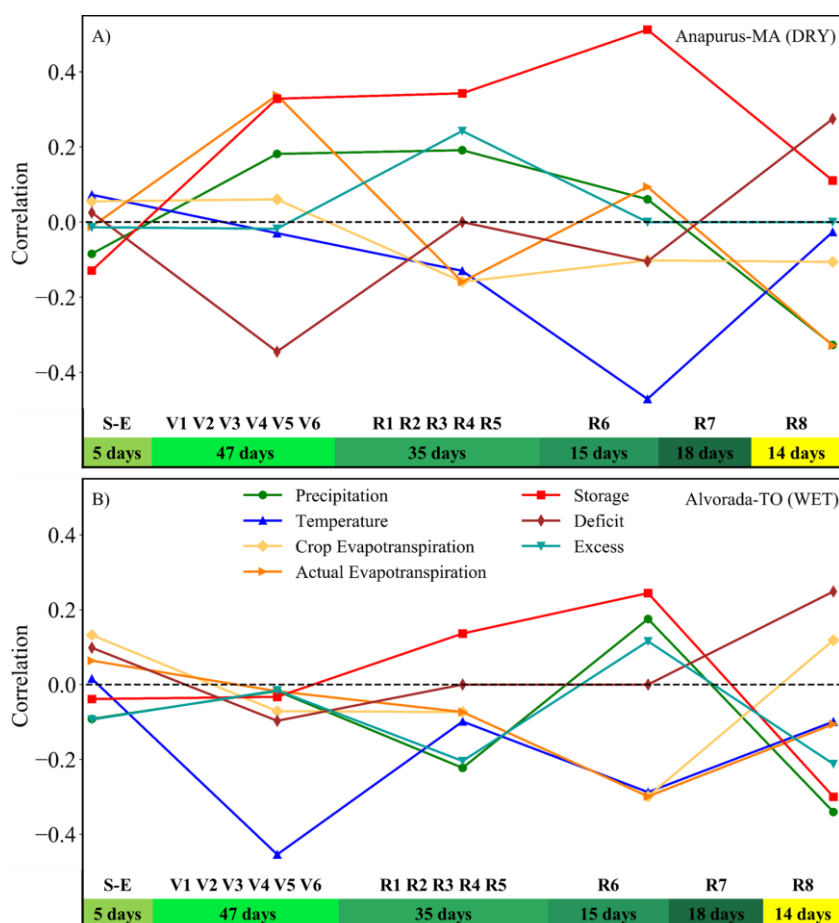 A)
Anapurus-MA (DRY)
Correlation
0.4
0.2
0.0
−0.2
−0.4
S-E V1 V2 V3 V4 V5 V6 R1 R2 R3 R4 R5 R6 R7 R8
5 days 47 days 35 days 15 days 18 days 14 days
B)
Alvorada-TO (WET)
Precipitation
Temperature
Crop Evapotranspiration
Actual Evapotranspiration
Storage
Deficit
Excess
Correlation
0.4
0.2
0.0
−0.2
−0.4
S-E V1 V2 V3 V4 V5 V6 R1 R2 R3 R4 R5 R6 R7 R8
5 days 47 days 35 days 15 days 18 days 14 days